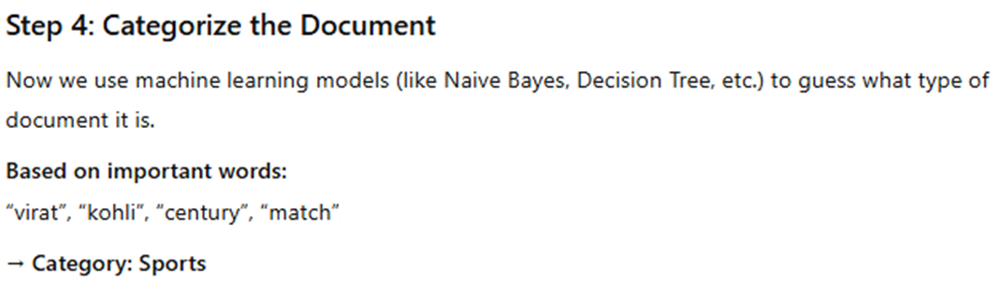 Step 4: Categorize the Document
Now we use machine learning models (like Naive Bayes, Decision Tree, etc.) to guess what type of
document it is.
Based on important words:
“virat”, “kohli”, “century”, “match”
→ Category: Sports